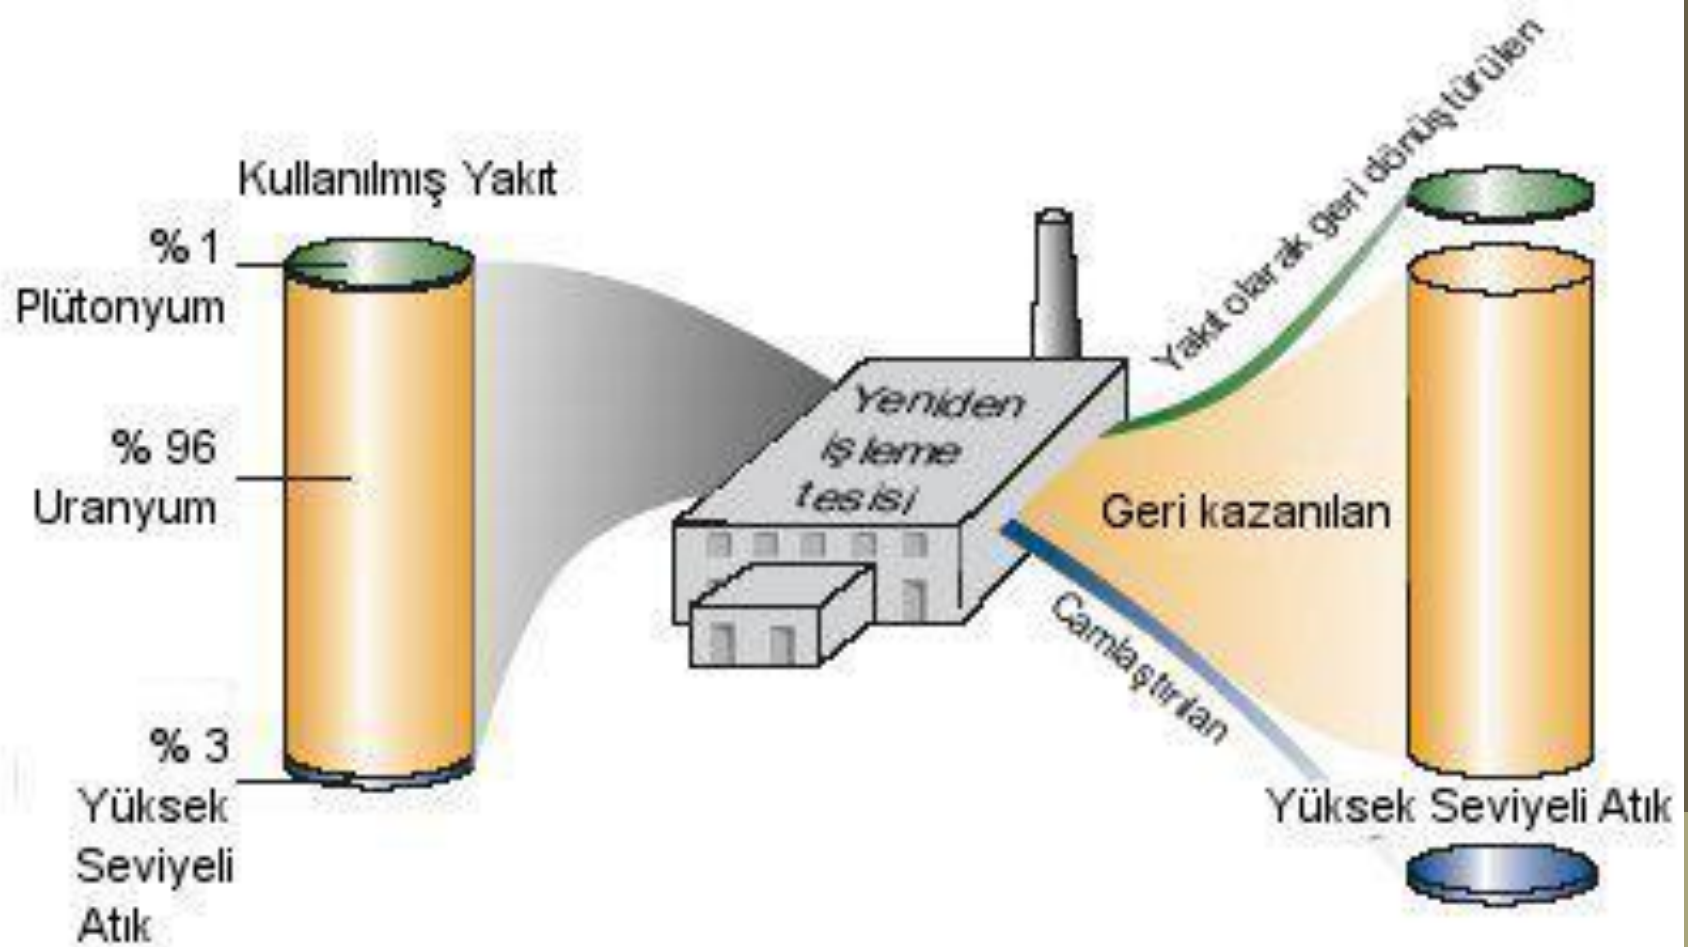 Kullanılmış Yakıt
% 1
Plütonyum
% 96
Uranyum
% 3
Yüksek
Seviyeli
Atık
Yeniden
işleme
tesisi
Yakıt olarak geri dönüştürülen
Geri kazanılan
Camlaştırılan
Yüksek Seviyeli Atık